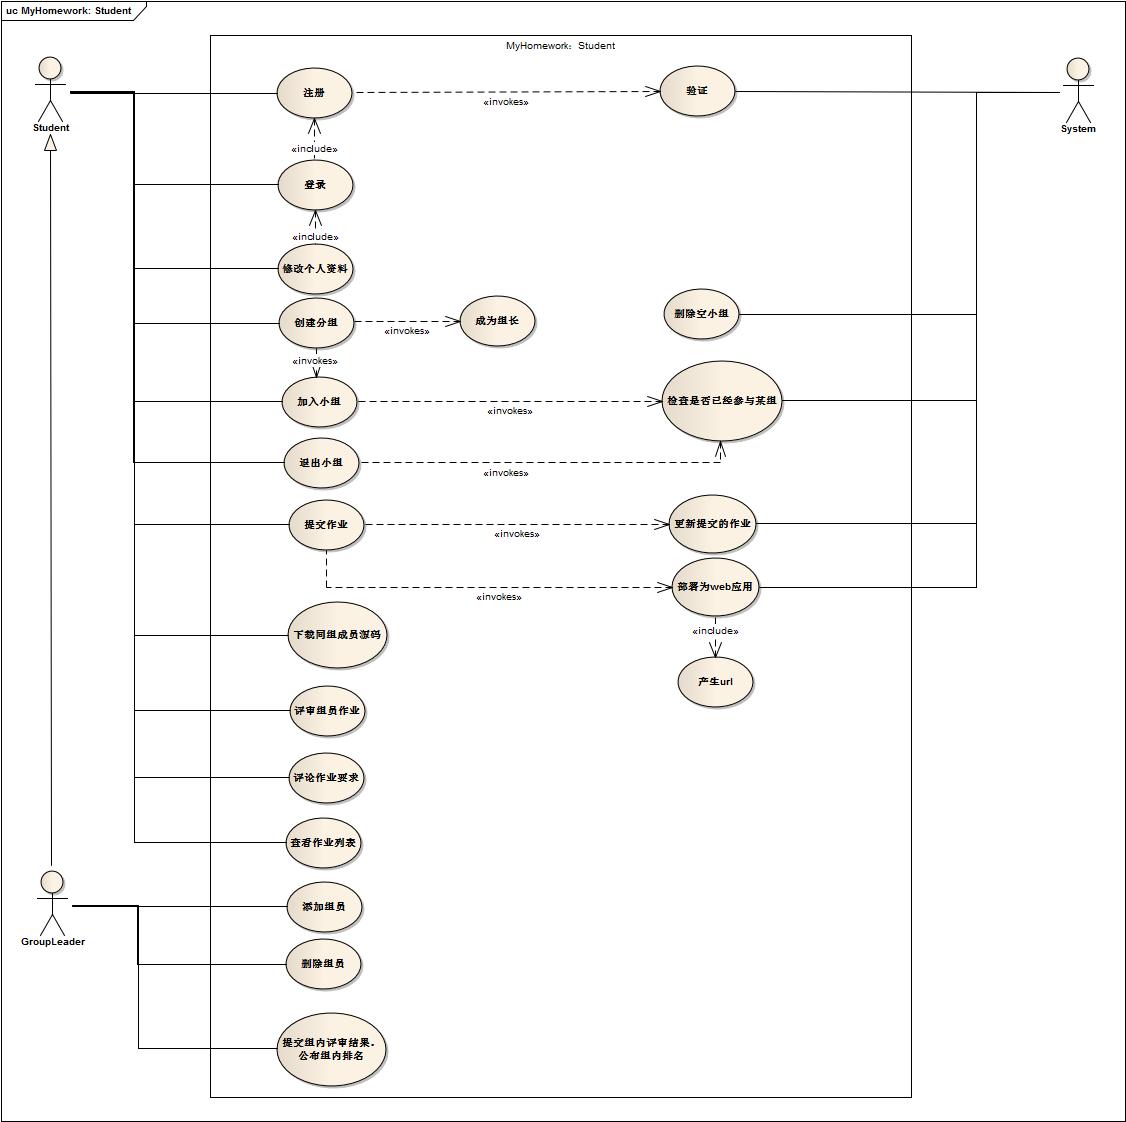 uc MyHomework: Student
MyHomework：Student
Student
System
注册
«invokes»
验证
«include»
登录
«include»
修改个人资料
创建分组
«invokes»
成为组长
删除空小组
«invokes»
加入小组
«invokes»
检查是否已经参与某组
退出小组
«invokes»
提交作业
«invokes»
更新提交的作业
«invokes»
部署为web应用
«include»
产生url
下载同组成员源码
评审组员作业
评论作业要求
查看作业列表
GroupLeader
添加组员
删除组员
提交组内评审结果，
公布组内排名